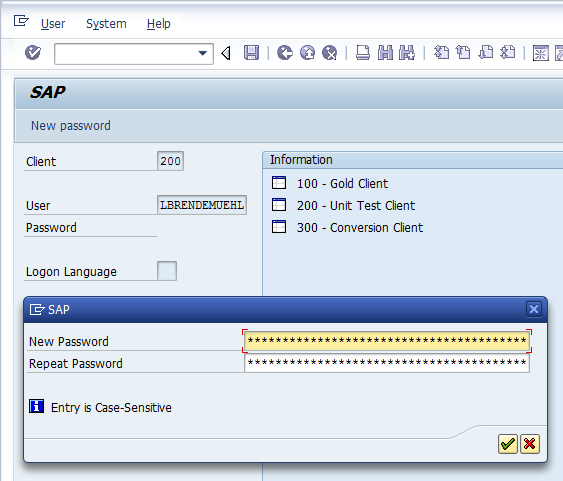 User System Help
SAP
New password
Client 200
User LBRENDEMUEHL
Password
Logon Language
Information
100 - Gold Client
200 - Unit Test Client
300 - Conversion Client
SAP
New Password ****************************************
Repeat Password ****************************************
Entry is Case-Sensitive